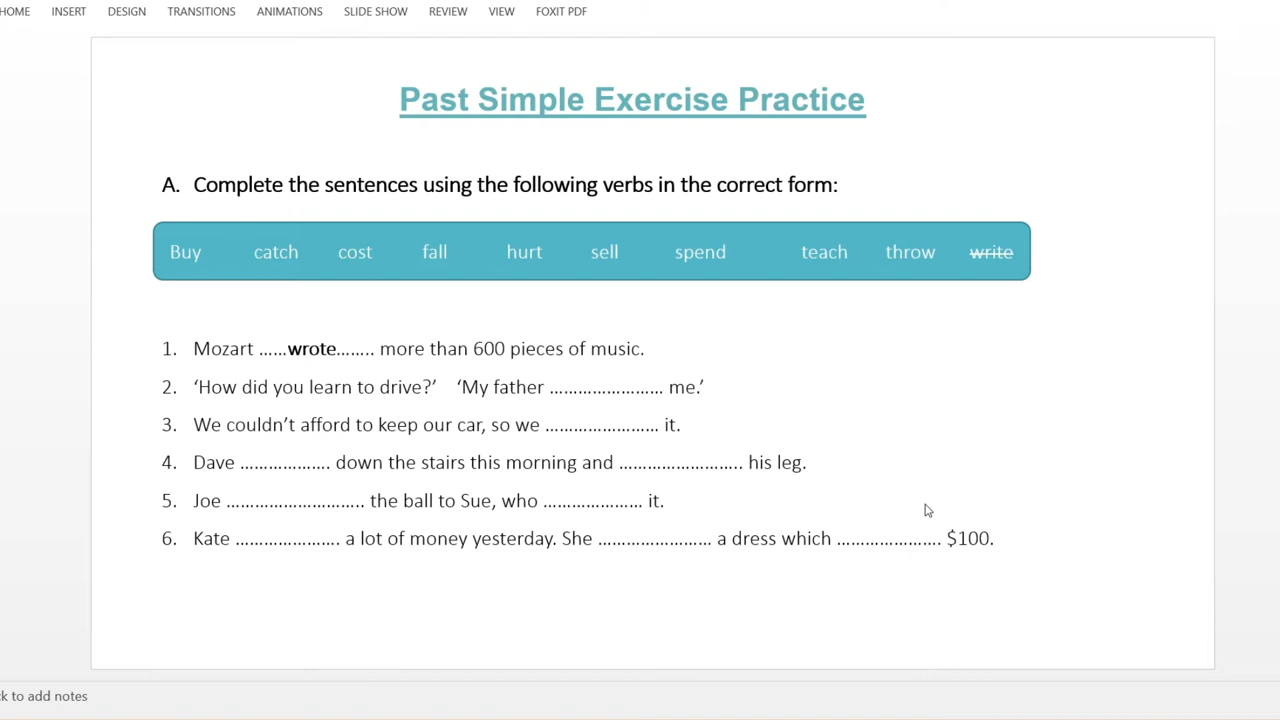 HOME INSERT DESIGN TRANSITIONS ANIMATIONS SLIDE SHOW REVIEW VIEW FOXIT PDF
Past Simple Exercise Practice
A. Complete the sentences using the following verbs in the correct form:
Buy catch cost fall hurt sell spend teach throw write
1. Mozart ……wrote…….. more than 600 pieces of music.
2. ‘How did you learn to drive?’ ‘My father …………………… me.’
3. We couldn’t afford to keep our car, so we …………………… it.
4. Dave ………………. down the stairs this morning and …………………….. his leg.
5. Joe ……………………….. the ball to Sue, who ………………… it.
6. Kate …………………. a lot of money yesterday. She …………………… a dress which …………………. $100.
ck to add notes